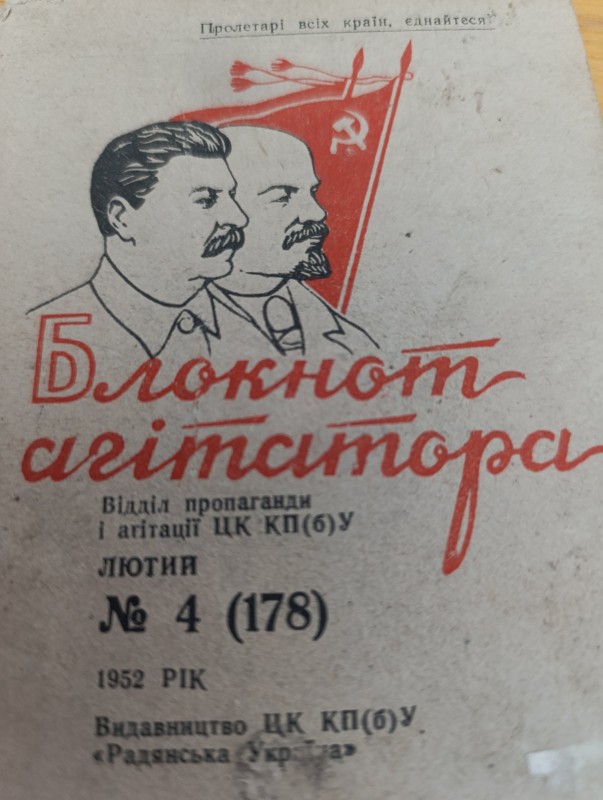 Пролетарі всіх країн, єднайтеся
Блокнот
агітатора
Відділ пропаганди
і агітації ЦК КП(б)У
ЛЮТИЙ
№ 4 (178)
1952 РІК
Видавництво ЦК КП(б)У
«Радянська Україна»